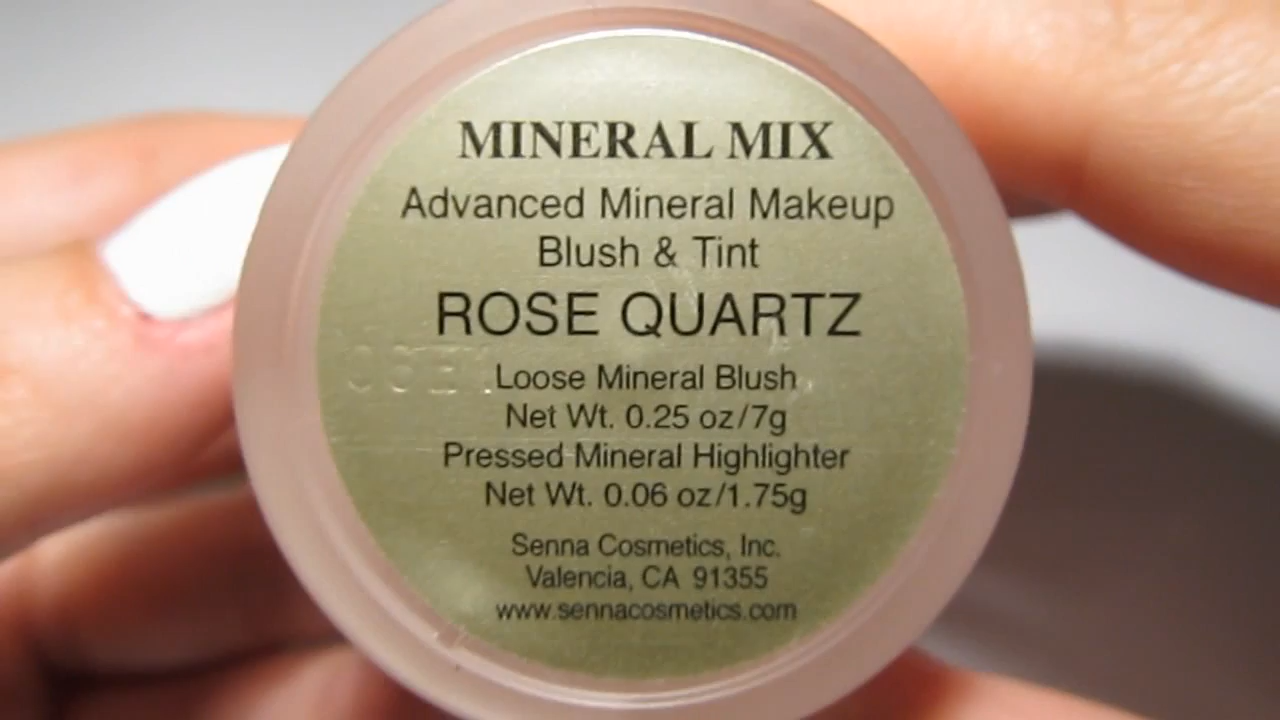 MINERAL MIX
Advanced Mineral Makeup
Blush & Tint
ROSE QUARTZ
Loose Mineral Blush
Net Wt. 0.25 oz/7g
Pressed Mineral Highlighter
Net Wt. 0.06 oz/1.75g
Senna Cosmetics, Inc.
Valencia, CA 91355
www.sennacosmetics.com